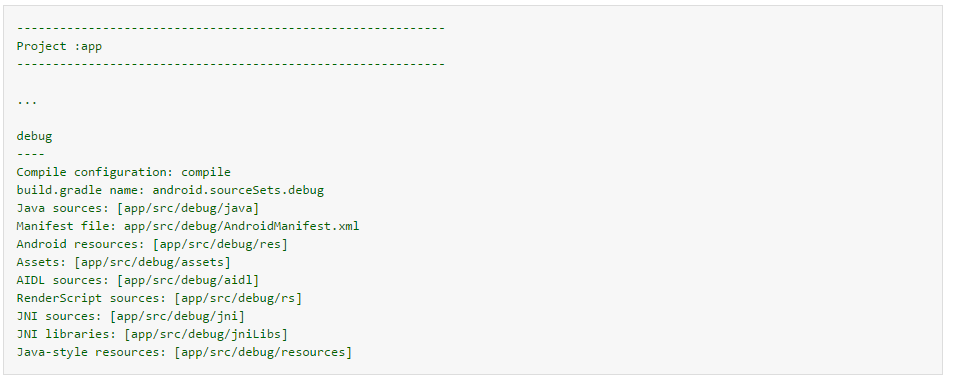 ------------------------------------------------------------
Project :app
------------------------------------------------------------
...
debug
----
Compile configuration: compile
build.gradle name: android.sourceSets.debug
Java sources: [app/src/debug/java]
Manifest file: app/src/debug/AndroidManifest.xml
Android resources: [app/src/debug/res]
Assets: [app/src/debug/assets]
AIDL sources: [app/src/debug/aidl]
RenderScript sources: [app/src/debug/rs]
JNI sources: [app/src/debug/jni]
JNI libraries: [app/src/debug/jniLibs]
Java-style resources: [app/src/debug/resources]